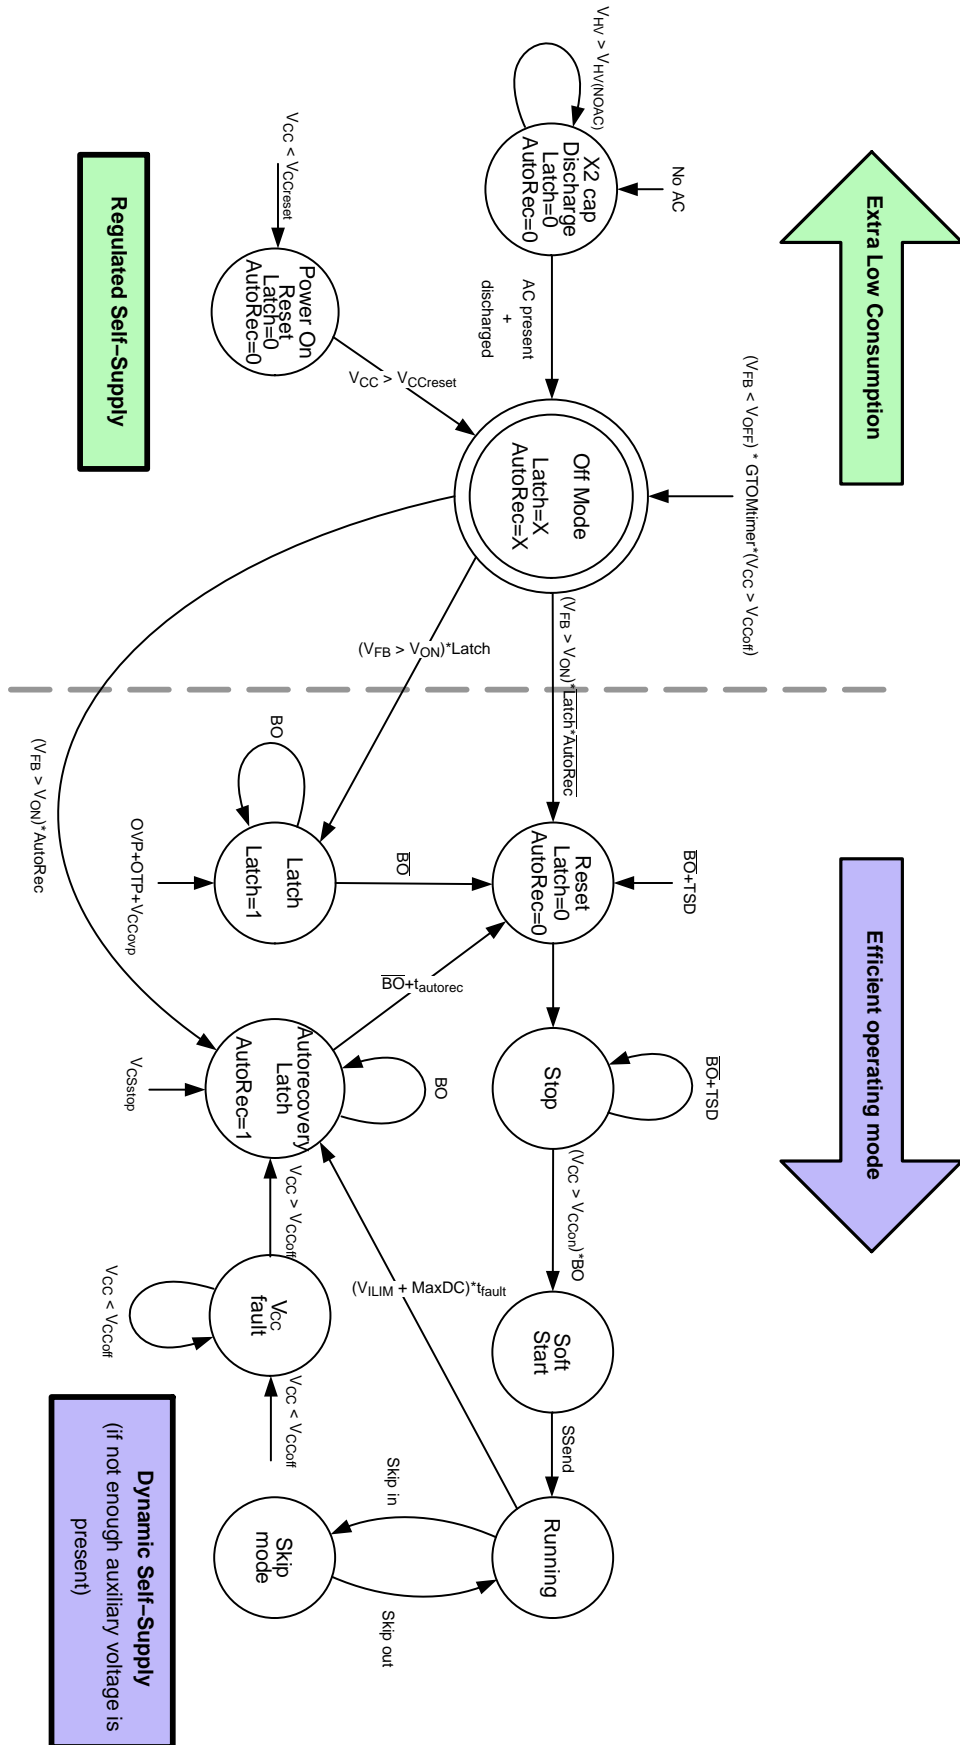 Extra Low Consumption
Efficient operating mode
(VFB < VOFF) * GTOMtimer*(VCC > VCCoff)
No AC
BO+TSD
BO+TSD
VHV > VHV(NOAC)
X2 cap
Discharge
Latch=0
AutoRec=0
AC present
+
discharged
Off Mode
Latch=X
AutoRec=X
(VFB > VON)*Latch*AutoRec
Reset
Latch=0
AutoRec=0
Stop
(VCC > VCCon)*BO
Soft
Start
SSend
Running
VCC < VCCreset
Power On
Reset
Latch=0
AutoRec=0
VCC > VCCreset
(VFB > VON)*Latch
BO
Latch
Latch=1
BO
OVP+OTP+VCCovp
(VFB > VON)*AutoRec
BO+tautorec
BO
Autorecovery
Latch
AutoRec=1
VCSstop
VCC > VCCoff
(VILIM + MaxDC)*tfault
VCC
fault
VCC < VCCoff
VCC < VCCoff
Skip in
Skip out
Skip
mode
Regulated Self–Supply
Dynamic Self–Supply
(if not enough auxiliary voltage is
present)